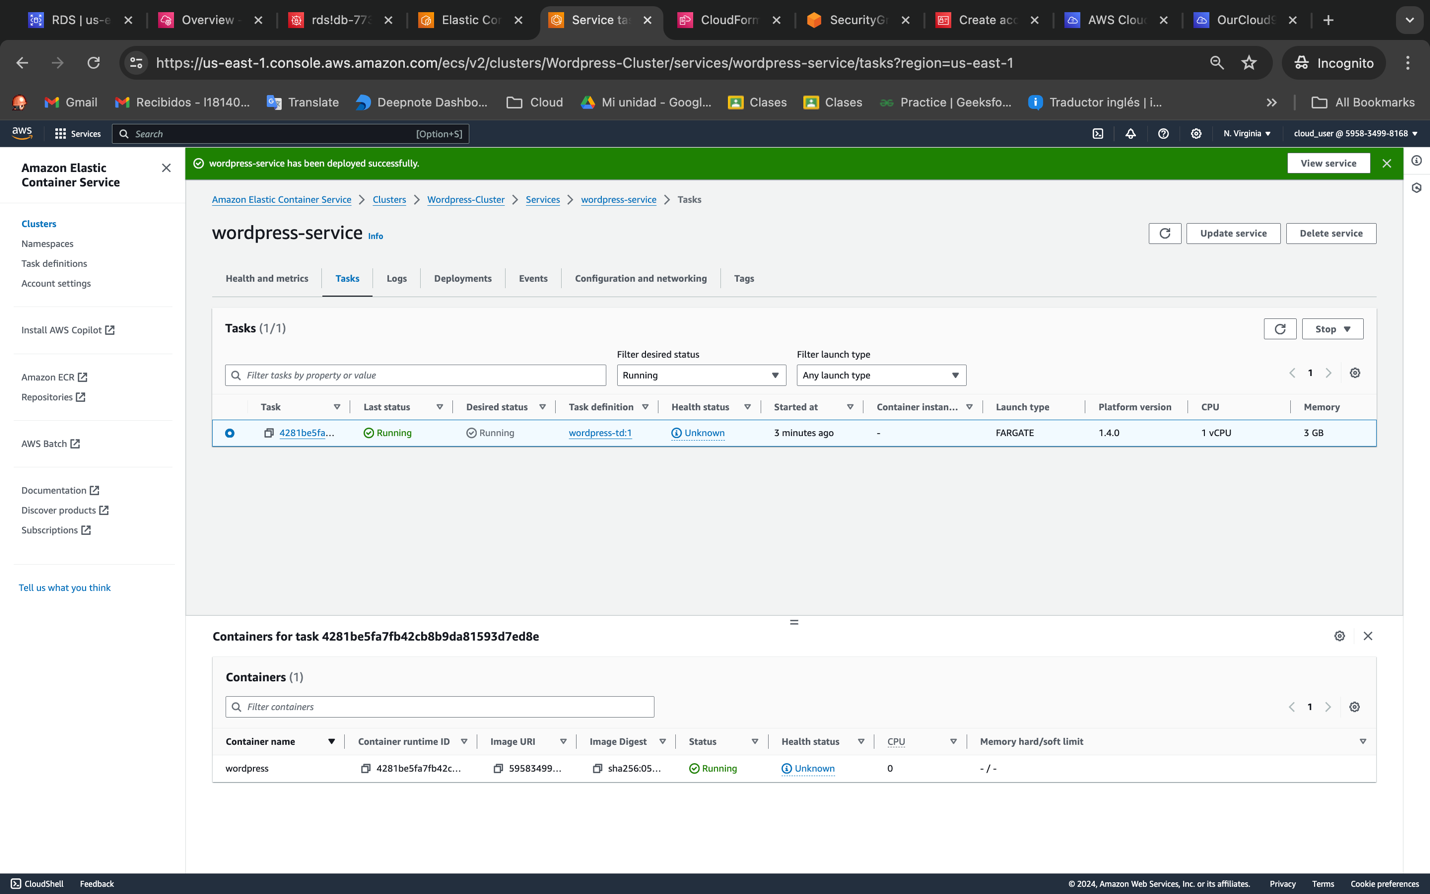 RDS | us-e
Overview
rds!db-773
Elastic Con
Service tas
CloudForm
SecurityGr
Create acc
AWS Clou
OurCloud9
https://us-east-1.console.aws.amazon.com/ecs/v2/clusters/Wordpress-Cluster/services/wordpress-service/tasks?region=us-east-1
Incognito
Gmail
Recibidos - l18140...
Translate
Deepnote Dashbo...
Cloud
Mi unidad - Googl...
Clases
Clases
Practice | Geeksfo...
Traductor inglés | i...
All Bookmarks
aws
Services
Search
[Option+S]
N. Virginia
cloud_user @ 5958-3499-8168
Amazon Elastic
Container Service
wordpress-service has been deployed successfully.
View service
Amazon Elastic Container Service
Clusters
Wordpress-Cluster
Services
wordpress-service
Tasks
Clusters
Namespaces
Task definitions
Account settings
Install AWS Copilot
Amazon ECR
Repositories
AWS Batch
Documentation
Discover products
Subscriptions
Tell us what you think
wordpress-service Info
Update service
Delete service
Health and metrics
Tasks
Logs
Deployments
Events
Configuration and networking
Tags
Tasks (1/1)
Stop
Filter desired status
Filter launch type
Filter tasks by property or value
Running
Any launch type
1
Task
Last status
Desired status
Task definition
Health status
Started at
Container instan...
Launch type
Platform version
CPU
Memory
4281be5fa...
Running
Running
wordpress-td:1
Unknown
3 minutes ago
-
FARGATE
1.4.0
1 vCPU
3 GB
Containers for task 4281be5fa7fb42cb8b9da81593d7ed8e
Containers (1)
Filter containers
1
Container name
Container runtime ID
Image URI
Image Digest
Status
Health status
CPU
Memory hard/soft limit
wordpress
4281be5fa7fb42c...
59583499...
sha256:05...
Running
Unknown
0
- / -
CloudShell
Feedback
© 2024, Amazon Web Services, Inc. or its affiliates.
Privacy
Terms
Cookie preferences